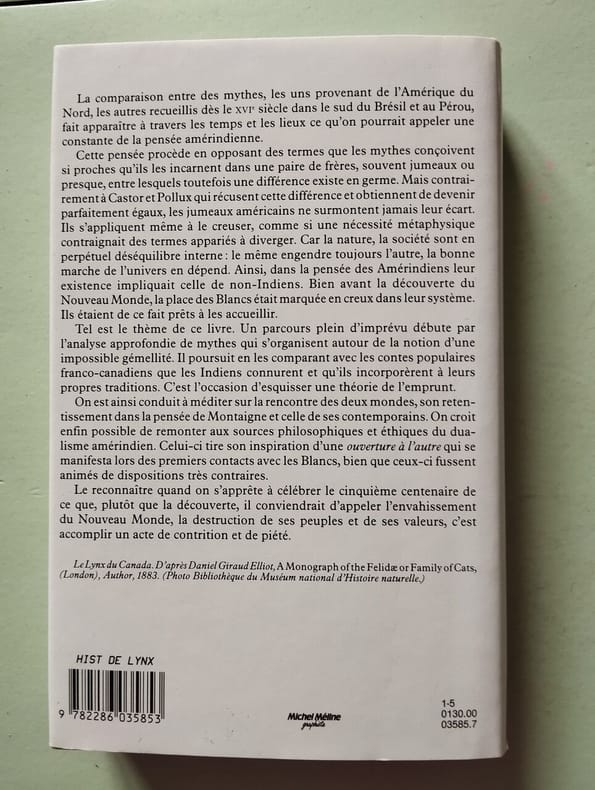 La comparaison entre des mythes, les uns provenant de l'Amérique du
Nord, les autres recueillis dès le XVIᵉ siècle dans le sud du Brésil et au Pérou,
fait apparaître à travers les temps et les lieux ce qu'on pourrait appeler une
constante de la pensée amérindienne.
Cette pensée procède en opposant des termes que les mythes conçoivent
si proches qu'ils les incarnent dans une paire de frères, souvent jumeaux ou
presque, entre lesquels toutefois une différence existe en germe. Mais contrai-
rement à Castor et Pollux qui récusent cette différence et obtiennent de devenir
parfaitement égaux, les jumeaux américains ne surmontent jamais leur écart.
Ils s'appliquent même à le creuser, comme si une nécessité métaphysique
contraignait des termes appariés à diverger. Car la nature, la société sont en
perpétuel déséquilibre interne : le même engendre toujours l'autre, la bonne
marche de l'univers en dépend. Ainsi, dans la pensée des Amérindiens leur
existence impliquait celle de non-Indiens. Bien avant la découverte du
Nouveau Monde, la place des Blancs était marquée en creux dans leur système.
Ils étaient de ce fait prêts à les accueillir.
Tel est le thème de ce livre. Un parcours plein d'imprévu débute par
l'analyse approfondie de mythes qui s'organisent autour de la notion d'une
impossible gémellité. Il poursuit en les comparant avec les contes populaires
franco-canadiens que les Indiens connurent et qu'ils incorporèrent à leurs
propres traditions. C'est l'occasion d'esquisser une théorie de l'emprunt.
On est ainsi conduit à méditer sur la rencontre des deux mondes, son reten-
tissement dans la pensée de Montaigne et celle de ses contemporains. On croit
enfin possible de remonter aux sources philosophiques et éthiques du dua-
lisme amérindien. Celui-ci tire son inspiration d'une ouverture à l'autre qui se
manifesta lors des premiers contacts avec les Blancs, bien que ceux-ci fussent
animés de dispositions très contraires.
Le reconnaître quand on s'apprête à célébrer le cinquième centenaire de
ce que, plutôt que la découverte, il conviendrait d'appeler l'envahissement
du Nouveau Monde, la destruction de ses peuples et de ses valeurs, c'est
accomplir un acte de contrition et de piété.
Le Lynx du Canada. D'après Daniel Giraud Elliot, A Monograph of the Felidæ or Family of Cats,
(London), Author, 1883. (Photo Bibliothèque du Muséum national d'Histoire naturelle.)
HIST DE LYNX
9 782286 035853
Michel Méline
graphiste
1-5
0130.00
03585.7